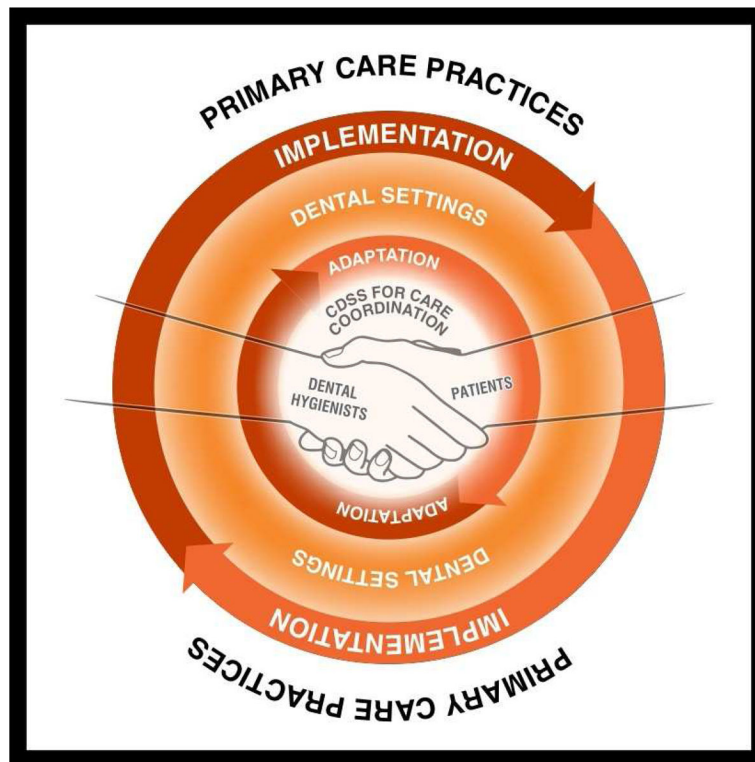 PRIMARY CARE PRACTICES
IMPLEMENTATION
DENTAL SETTINGS
ADAPTATION
CDSS FOR CARE
COORDINATION
DENTAL
HYGIENISTS
PATIENTS
ADAPTATION
DENTAL SETTINGS
IMPLEMENTATION
PRIMARY CARE PRACTICES